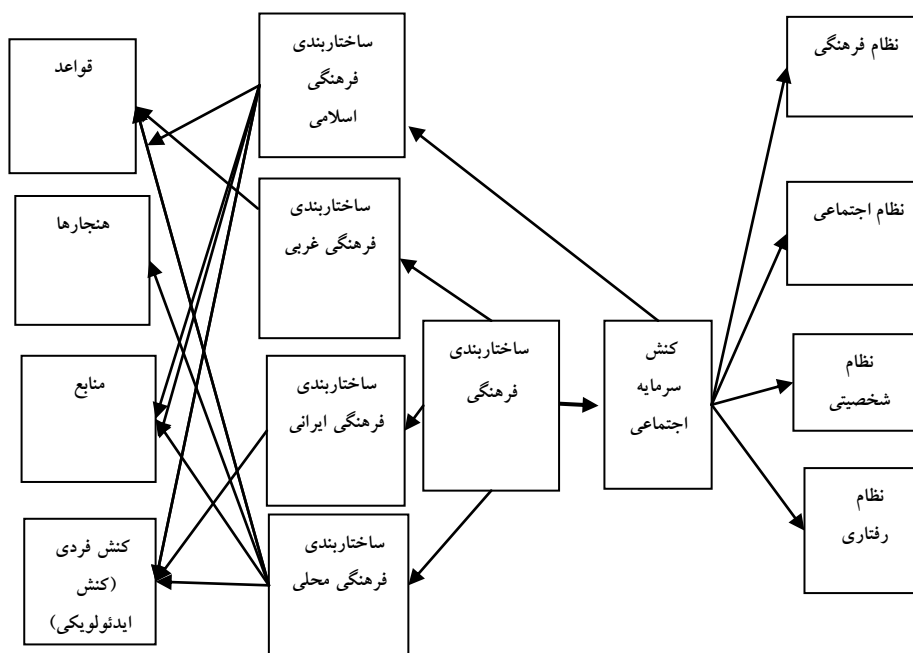 نظام فرهنگی
نظام اجتماعی
نظام
شخصیتی
نظام
رفتاری
کنش
سرمایه
اجتماعی
ساختاربندی
فرهنگی
ساختاربندی
فرهنگی
اسلامی
ساختاربندی
فرهنگی غربی
ساختاربندی
فرهنگی ایرانی
ساختاربندی
فرهنگی محلی
قواعد
هنجارها
منابع
کنش فردی
(کنش
ایدئولویکی)